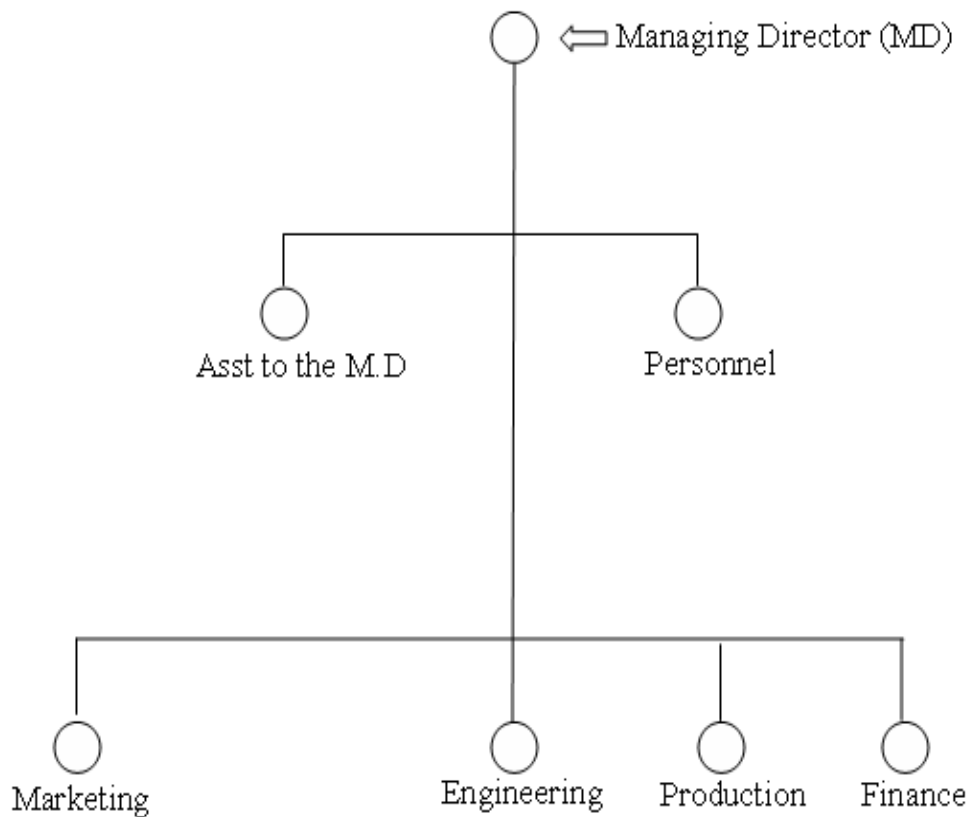 Managing Director (MD)
Asst to the M.D
Personnel
Marketing
Engineering
Production
Finance